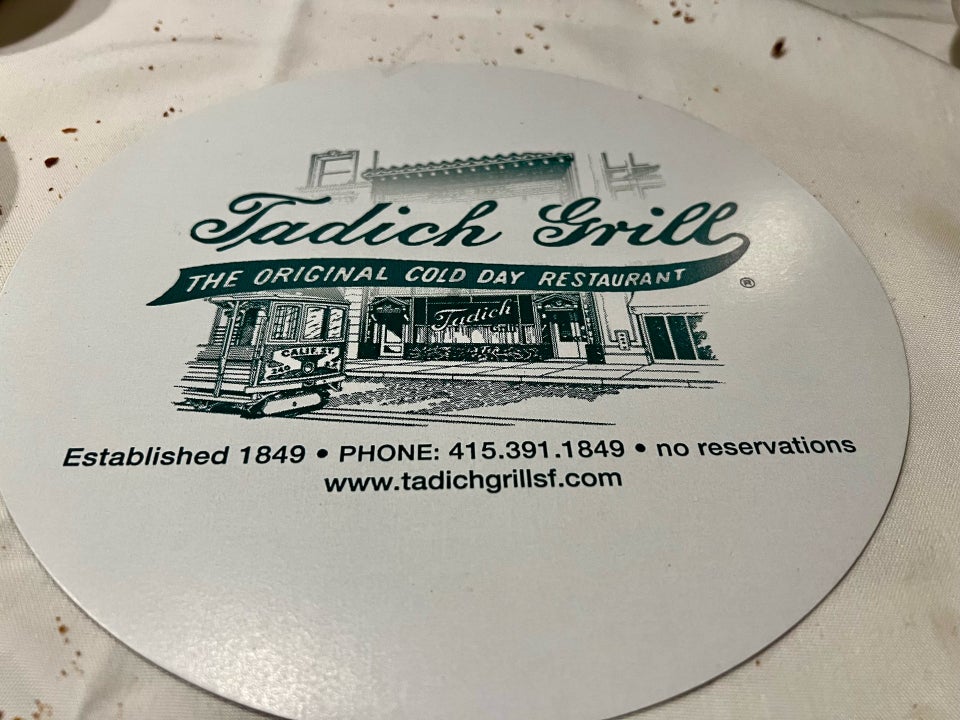 Tadich Grill
THE ORIGINAL COLD DAY RESTAURANT ®
Tadich
Grill
CALIF. ST.
Established 1849 • PHONE: 415.391.1849 • no reservations
www.tadichgrillsf.com